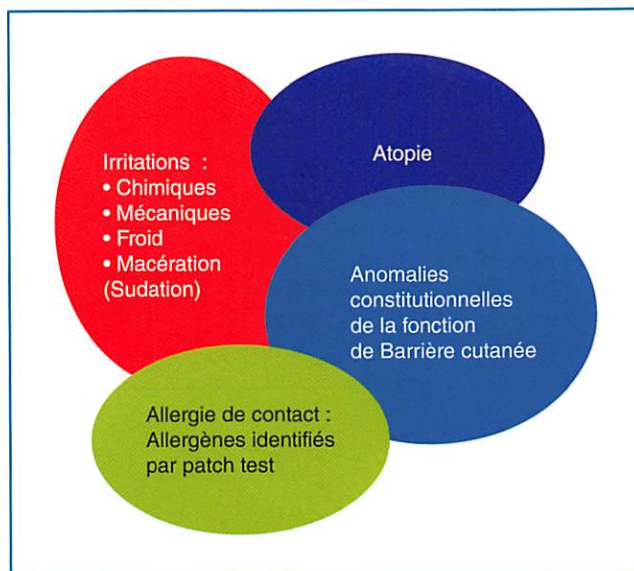 Irritations :
• Chimiques
• Mécaniques
• Froid
• Macération
(Sudation)
Atopie
Anomalies
constitutionnelles
de la fonction
de Barrière cutanée
Allergie de contact :
Allergènes identifiés
par patch test